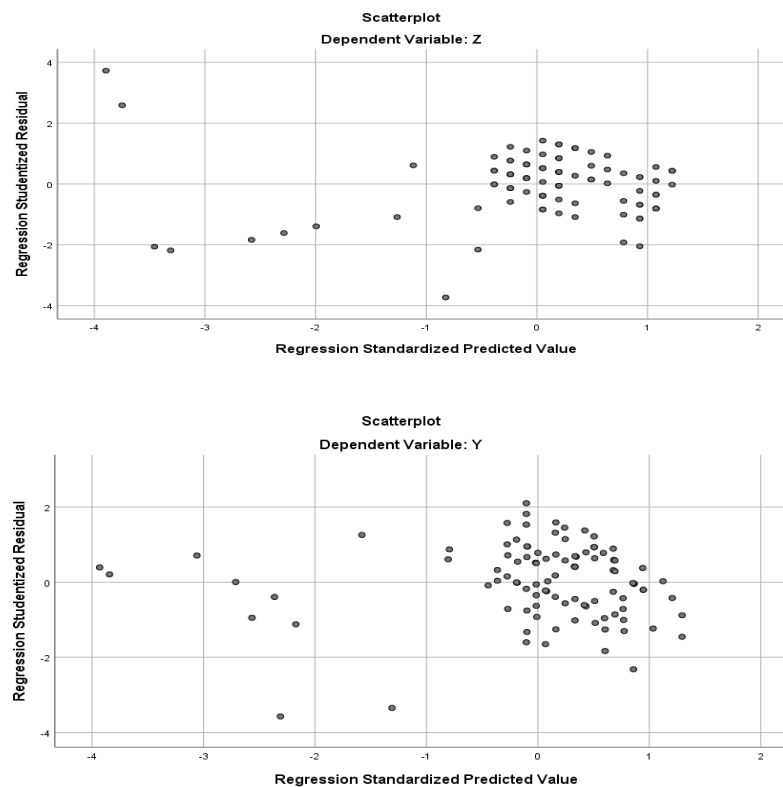 Scatterplot
Dependent Variable: Z
Regression Studentized Residual
4
2
0
-2
-4
-4
-3
-2
-1
0
1
2
Regression Standardized Predicted Value
Scatterplot
Dependent Variable: Y
Regression Studentized Residual
2
0
-2
-4
-4
-3
-2
-1
0
1
2
Regression Standardized Predicted Value